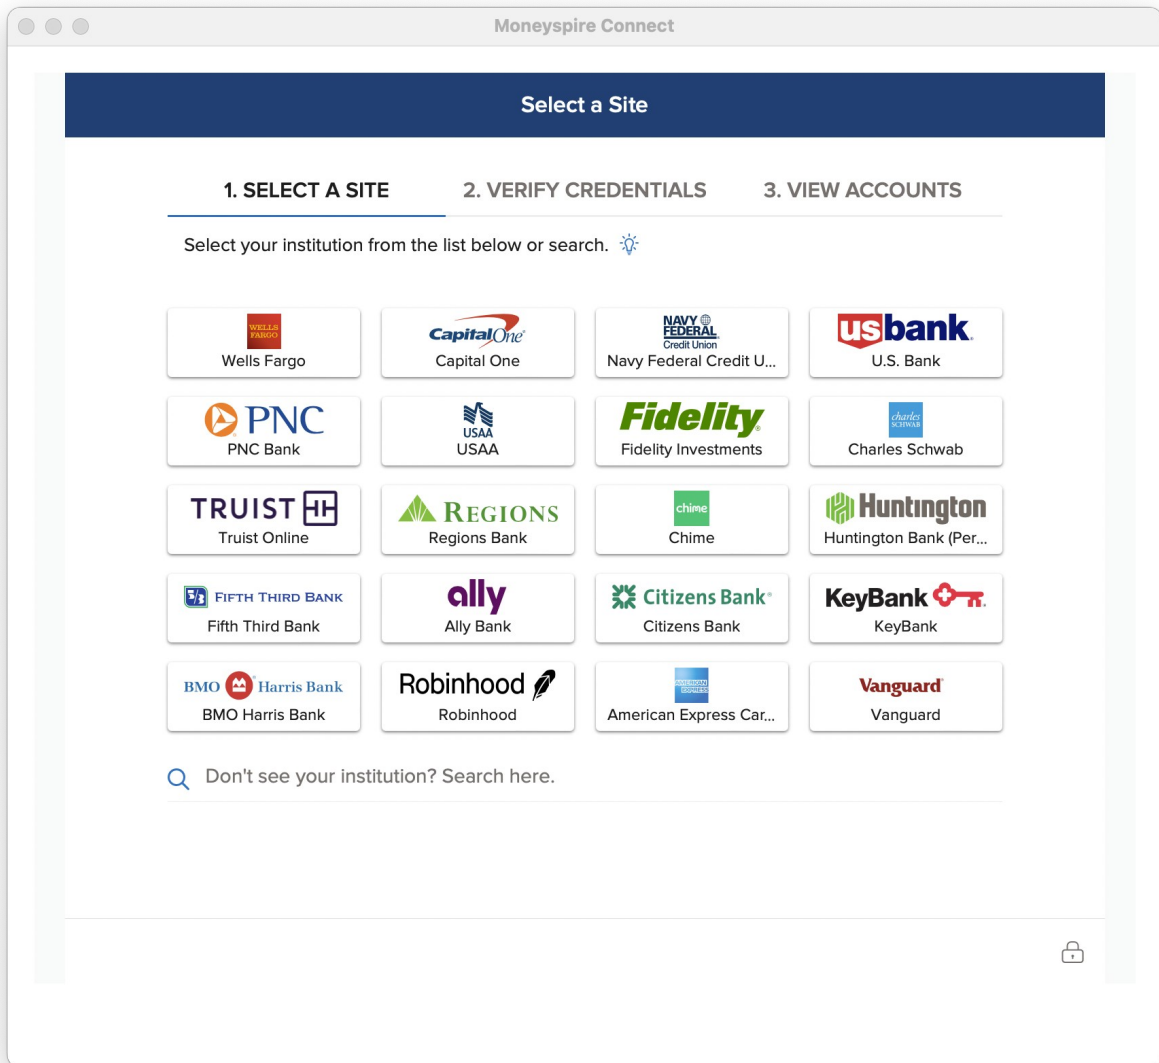 Moneyspire Connect
Select a Site
1. SELECT A SITE
2. VERIFY CREDENTIALS
3. VIEW ACCOUNTS
Select your institution from the list below or search.
WELLS
FARGO
Wells Fargo
Capital One
Capital One
NAVY
FEDERAL
Credit Union
Navy Federal Credit U...
usbank
U.S. Bank
PNC
PNC Bank
USAA
USAA
Fidelity
Fidelity Investments
charles
SCHWAB
Charles Schwab
TRUIST
Truist Online
REGIONS
Regions Bank
chime
Chime
Huntington
Huntington Bank (Per...
5/3 FIFTH THIRD BANK
Fifth Third Bank
ally
Ally Bank
Citizens Bank®
Citizens Bank
KeyBank
KeyBank
BMO Harris Bank
BMO Harris Bank
Robinhood
Robinhood
AMERICAN
EXPRESS
American Express Car...
Vanguard®
Vanguard
Don't see your institution? Search here.